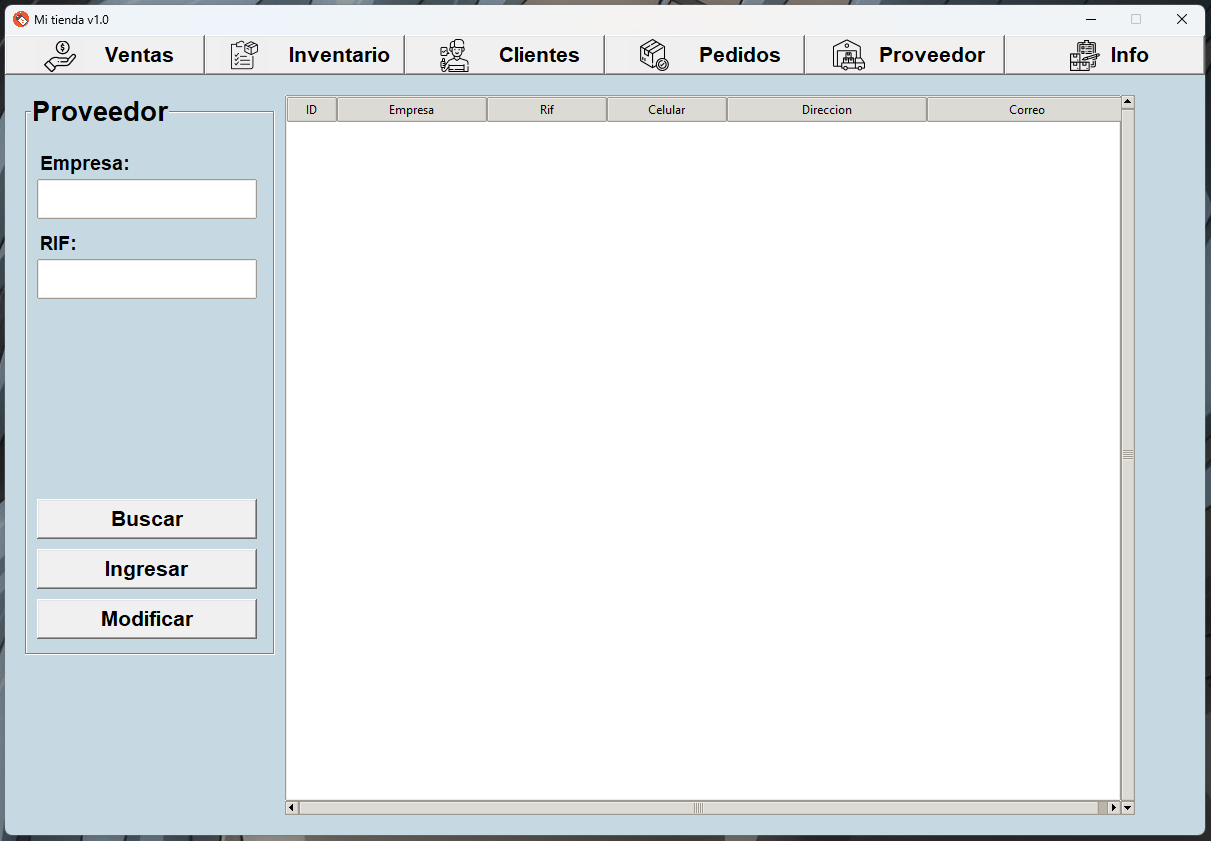 Mi tienda v1.0
Ventas Inventario Clientes Pedidos Proveedor Info
Proveedor
Empresa:
RIF:
Buscar
Ingresar
Modificar
ID Empresa Rif Celular Direccion Correo